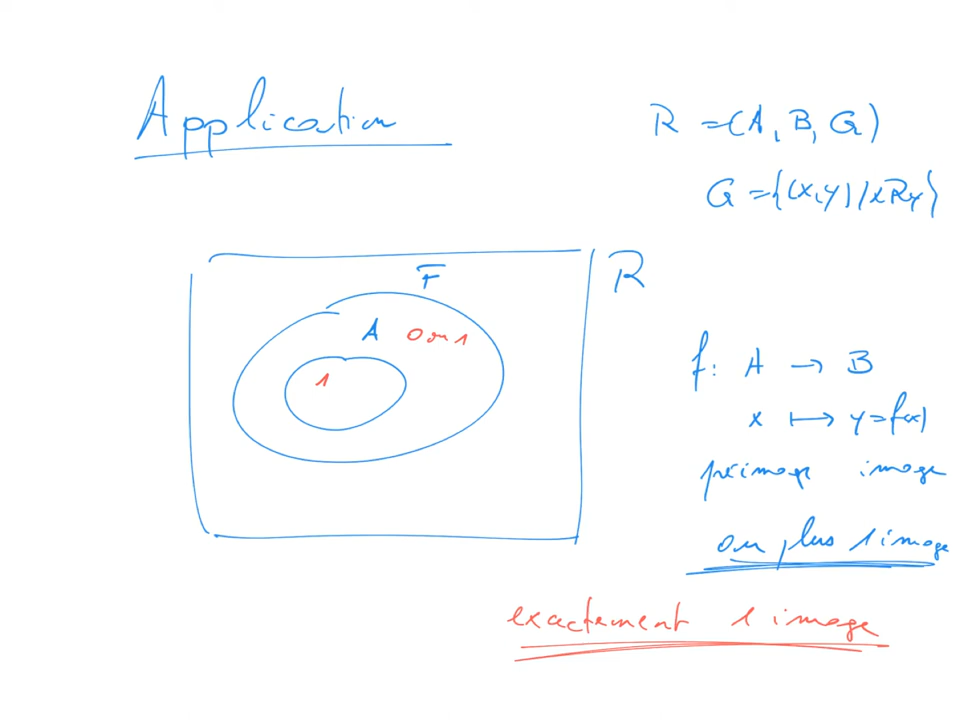 Application
R = (A, B, G)
G = {(x,y) / xRy}
R
F
A 0 ou 1
1
f: A → B
x ↦ y = f(x)
préimage image
au plus 1 image
exactement 1 image